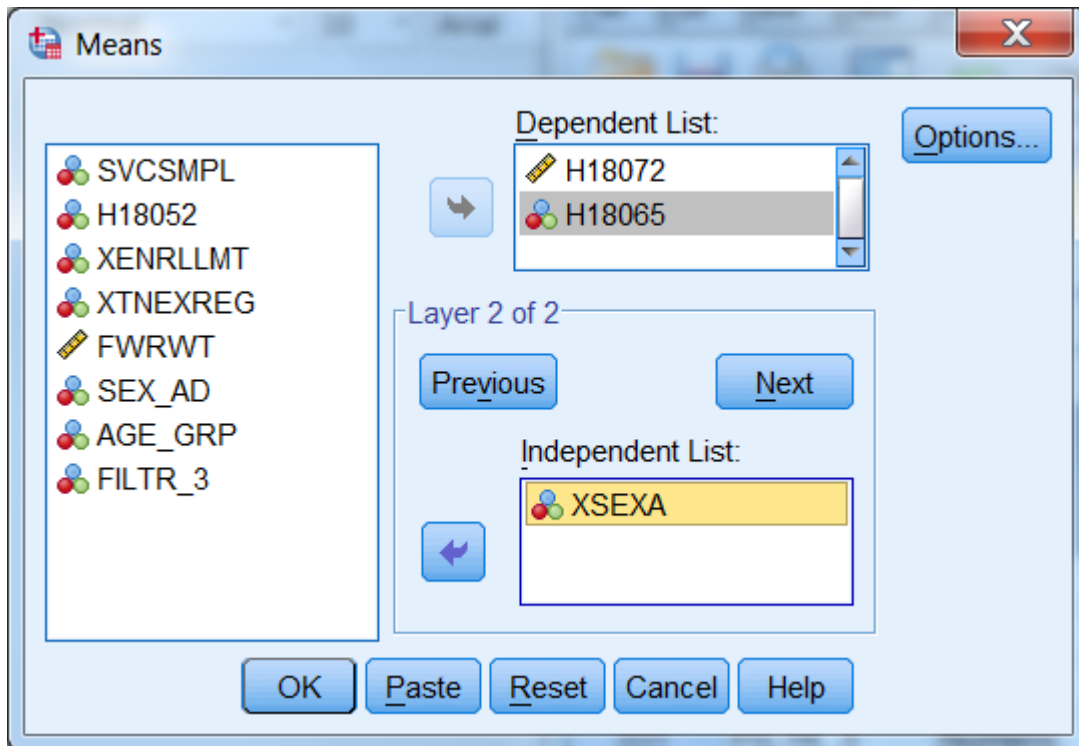 Means
X
Dependent List:
Options...
SVCSMPL
H18052
XENRLLMT
XTNEXREG
FWRWT
SEX_AD
AGE_GRP
FILTR_3
H18072
H18065
Layer 2 of 2
Previous
Next
Independent List:
XSEXA
OK
Paste
Reset
Cancel
Help